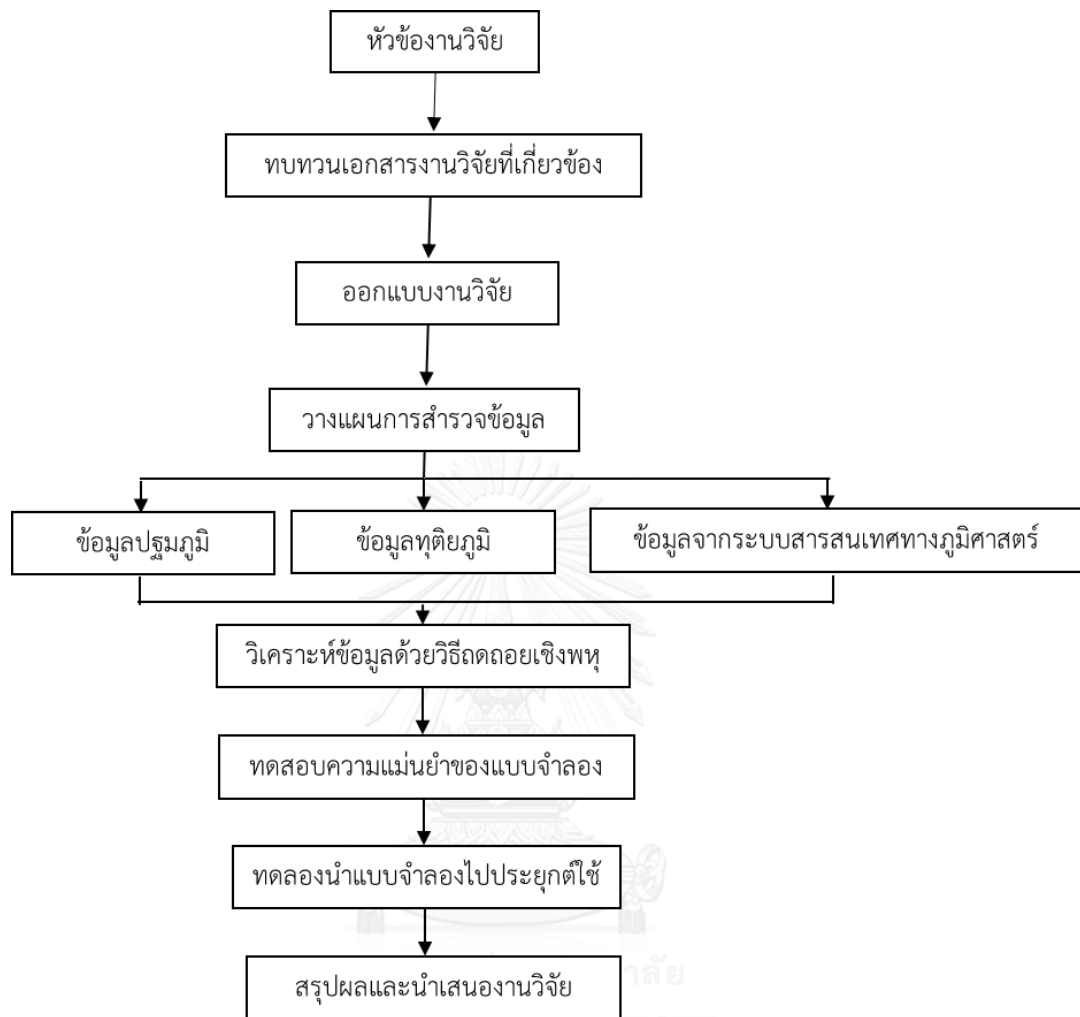 หัวข้องานวิจัย
ทบทวนเอกสารงานวิจัยที่เกี่ยวข้อง
ออกแบบงานวิจัย
วางแผนการสำรวจข้อมูล
ข้อมูลปฐมภูมิ
ข้อมูลทุติยภูมิ
ข้อมูลจากระบบสารสนเทศทางภูมิศาสตร์
วิเคราะห์ข้อมูลด้วยวิธีถดถอยเชิงพหุ
ทดสอบความแม่นยำของแบบจำลอง
ทดลองนำแบบจำลองไปประยุกต์ใช้
สรุปผลและนำเสนองานวิจัย